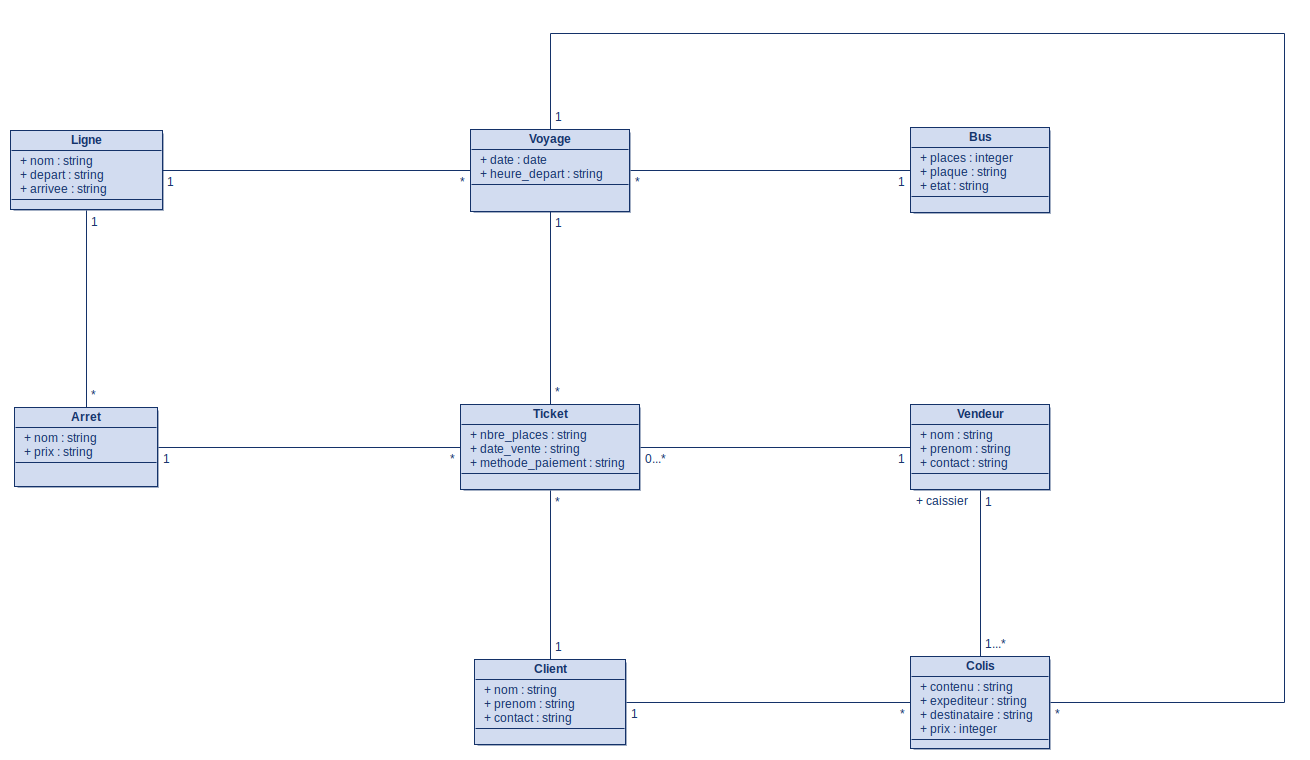 1
Ligne
+ nom : string
+ depart : string
+ arrivee : string
1
1
Voyage
+ date : date
+ heure_depart : string
*
*
1
Bus
+ places : integer
+ plaque : string
+ etat : string
1
*
Arret
+ nom : string
+ prix : string
1
*
Ticket
+ nbre_places : string
+ date_vente : string
+ methode_paiement : string
*
0...*
*
Vendeur
+ nom : string
+ prenom : string
+ contact : string
1
+ caissier
1
1
Client
+ nom : string
+ prenom : string
+ contact : string
1
1...*
Colis
+ contenu : string
+ expediteur : string
+ destinataire : string
+ prix : integer
*
*